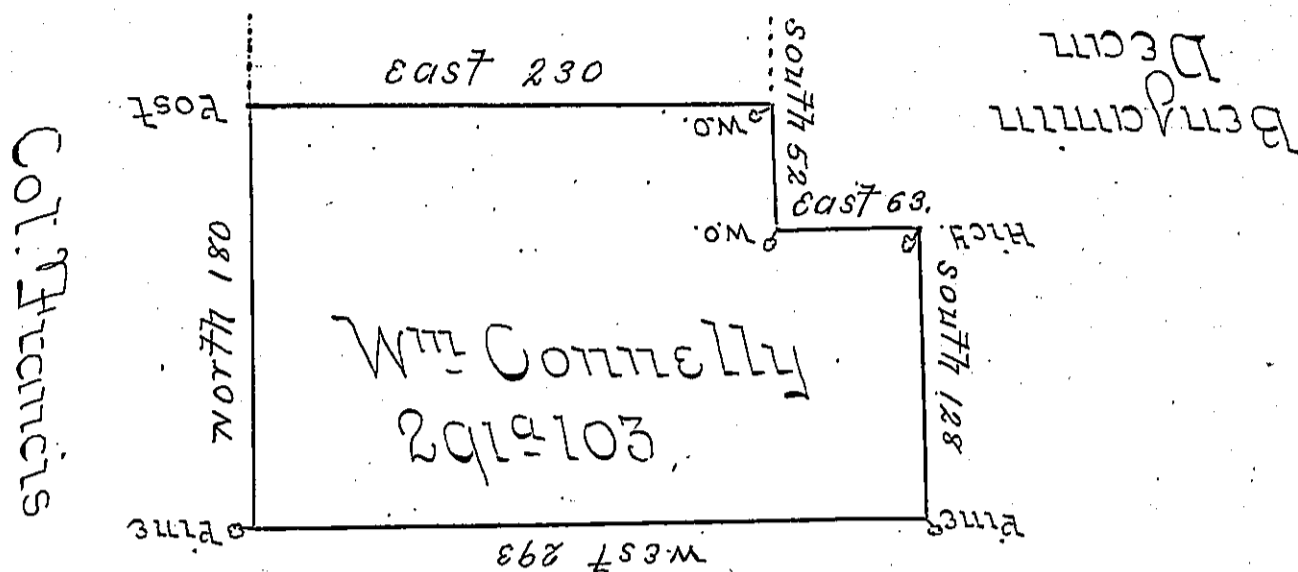 Benjamin
Dean
East 230
South 52
Post
W.O.
East 63.
W.O.
Hicy.
Col. Francis
North 180
Wm Connelly
291a 103
South 128
Pine
Pine
West 293